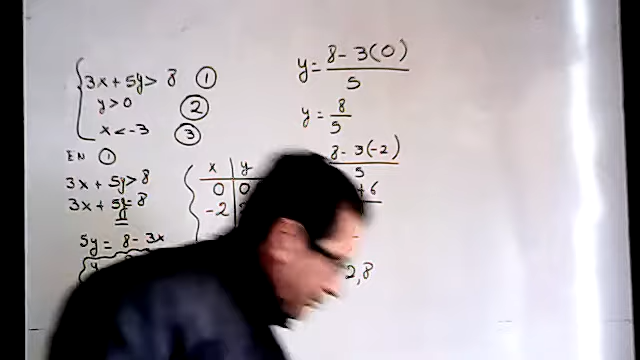 3x + 5y > 8 ①
y > 0 ②
x < -3 ③
EN ①
3x + 5y > 8
3x + 5y = 8
5y = 8 - 3x
x | y
0 | 0
-2
y = 8 - 3(0)
5
y = 8
5
8 - 3(-2)
5
+ 6
2,8